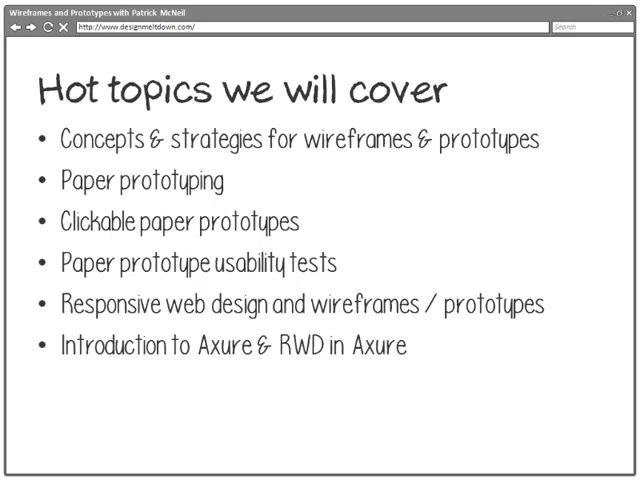 Wireframes and Prototypes with Patrick McNeil
http://www.designmeltdown.com/
Search
Hot topics we will cover
• Concepts & strategies for wireframes & prototypes
• Paper prototyping
• Clickable paper prototypes
• Paper prototype usability tests
• Responsive web design and wireframes / prototypes
• Introduction to Axure & RWD in Axure